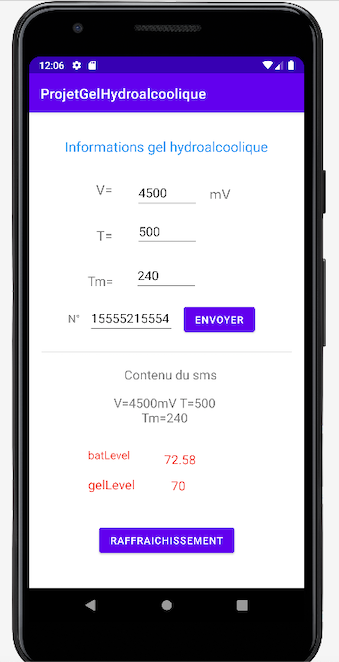 12:06
ProjetGelHydroalcoolique
Informations gel hydroalcoolique
V= 4500 mV
T= 500
Tm= 240
N° 15555215554 ENVOYER
Contenu du sms
V=4500mV T=500
Tm=240
batLevel 72.58
gelLevel 70
RAFFRAICHISSEMENT